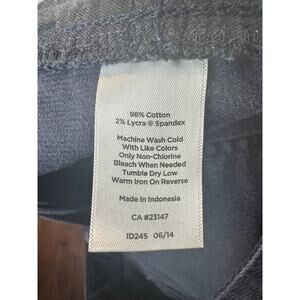 98% Cotton
2% Lycra ® Spandex
Machine Wash Cold
With Like Colors
Only Non-Chlorine
Bleach When Needed
Tumble Dry Low
Warm Iron On Reverse
Made In Indonesia
CA #23147
ID245 06/14